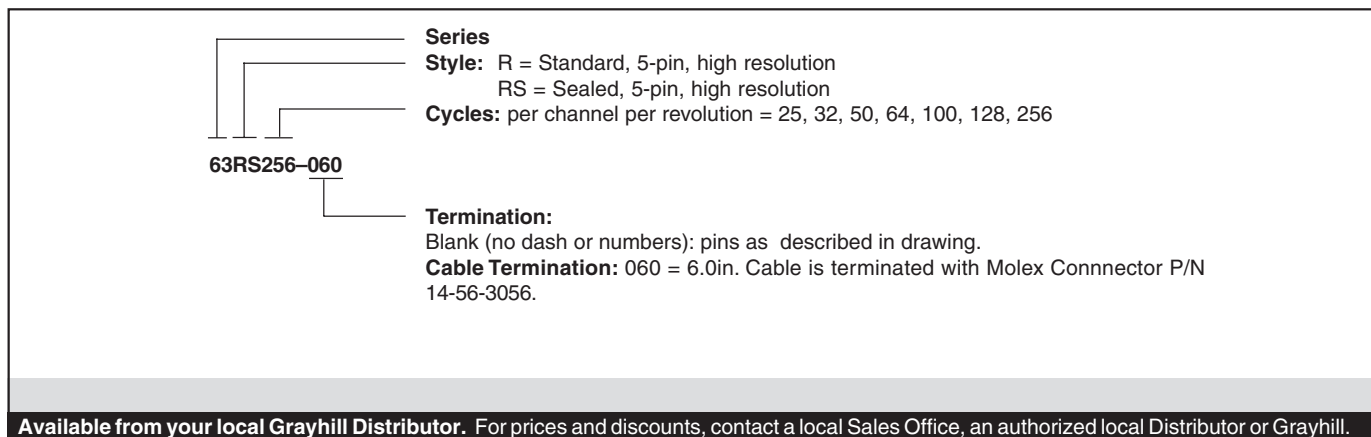 Series
Style: R = Standard, 5-pin, high resolution
RS = Sealed, 5-pin, high resolution
Cycles: per channel per revolution = 25, 32, 50, 64, 100, 128, 256
63RS256–060
Termination:
Blank (no dash or numbers): pins as described in drawing.
Cable Termination: 060 = 6.0in. Cable is terminated with Molex Connnector P/N
14-56-3056.
Available from your local Grayhill Distributor. For prices and discounts, contact a local Sales Office, an authorized local Distributor or Grayhill.